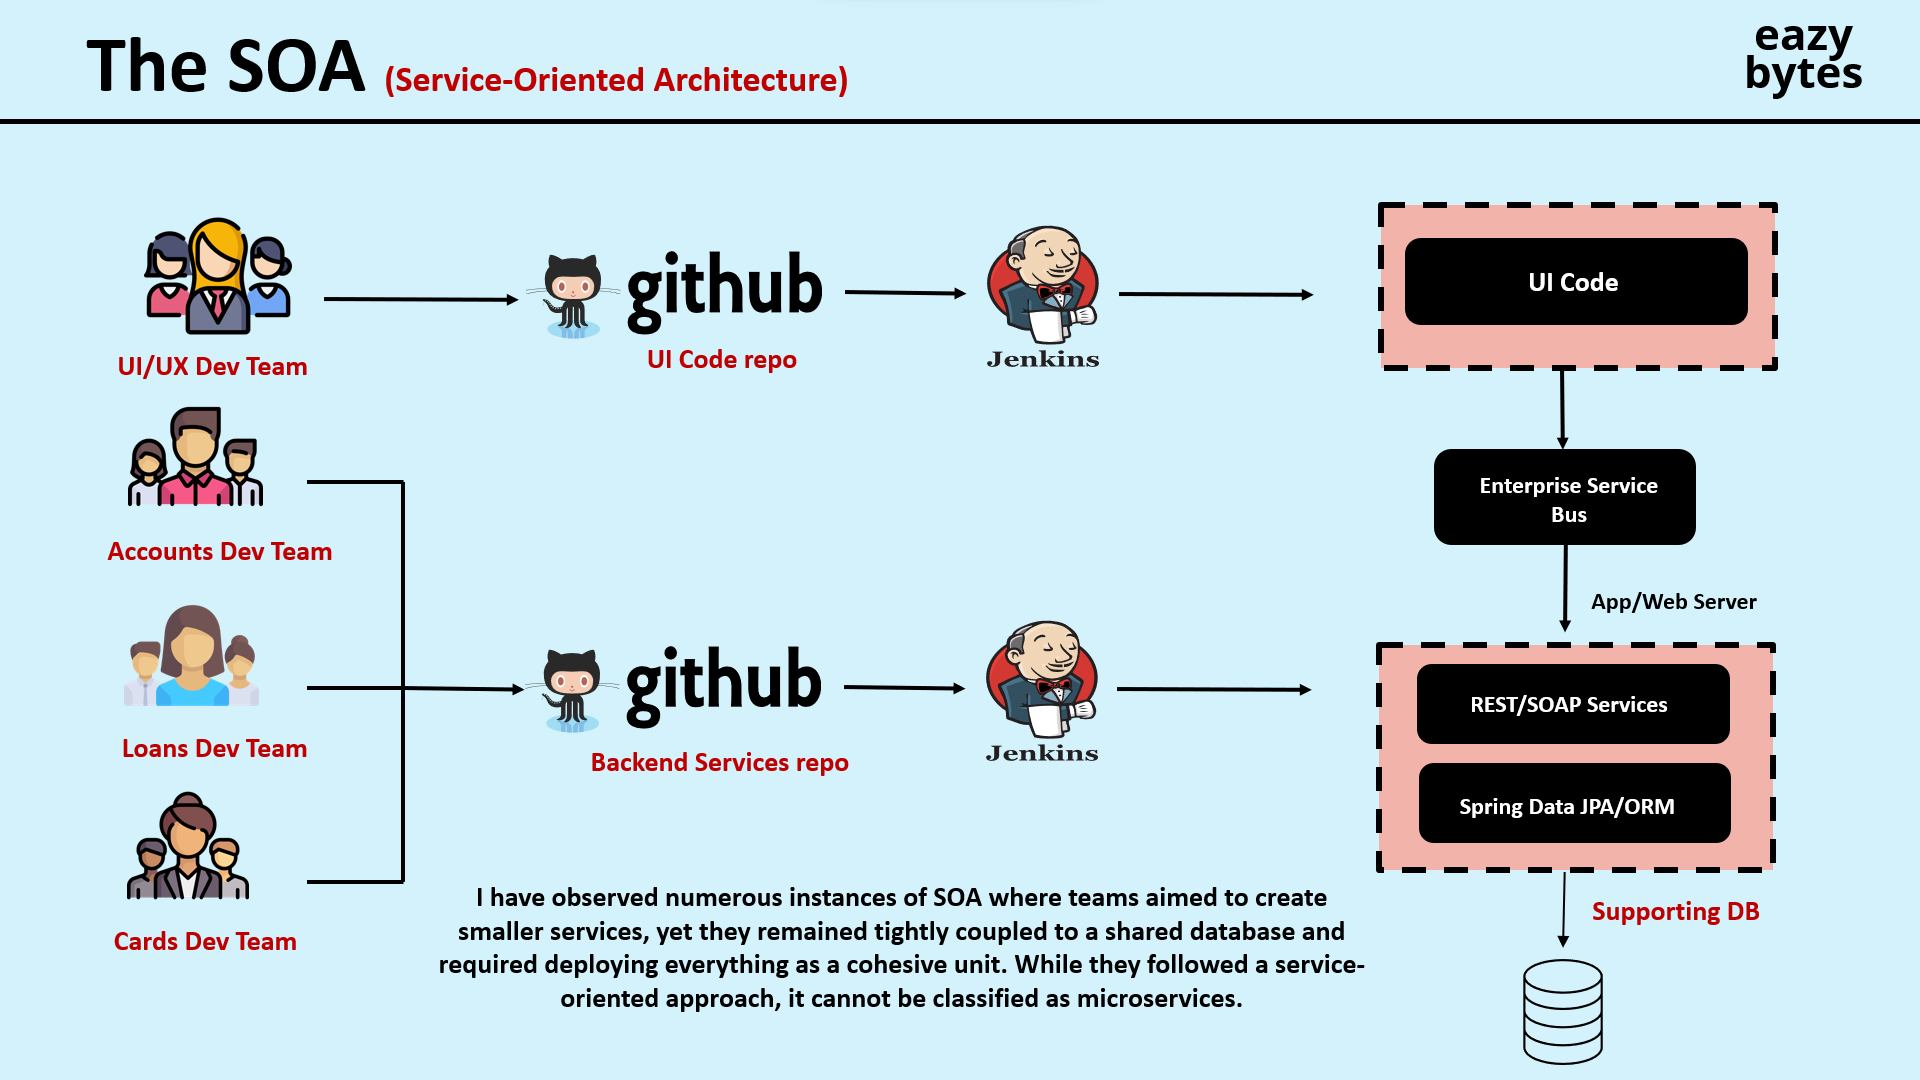 The SOA (Service-Oriented Architecture)
eazy
bytes
github
UI Code repo
Jenkins
UI Code
UI/UX Dev Team
Enterprise Service
Bus
Accounts Dev Team
App/Web Server
github
Backend Services repo
Jenkins
REST/SOAP Services
Spring Data JPA/ORM
Loans Dev Team
Cards Dev Team
I have observed numerous instances of SOA where teams aimed to create
smaller services, yet they remained tightly coupled to a shared database and
required deploying everything as a cohesive unit. While they followed a service-
oriented approach, it cannot be classified as microservices.
Supporting DB